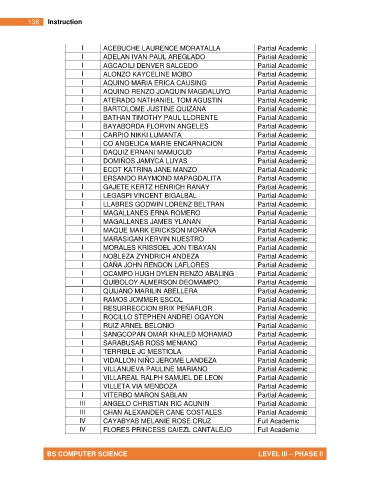 138 Instruction
I ACEBUCHE LAURENCE MORATALLA Partial Academic
I ADELAN IVAN PAUL AREGLADO Partial Academic
I AGCAOILI DENVER SALCEDO Partial Academic
I ALONZO KAYCELINE MOBO Partial Academic
I AQUINO MARIA ERICA CAUSING Partial Academic
I AQUINO RENZO JOAQUIN MAGDALUYO Partial Academic
I ATERADO NATHANIEL TOM AGUSTIN Partial Academic
I BARTOLOME JUSTINE QUIZANA Partial Academic
I BATHAN TIMOTHY PAUL LLORENTE Partial Academic
I BAYABORDA FLORVIN ANGELES Partial Academic
I CARPIO NIKKI LUMANTA Partial Academic
I CO ANGELICA MARIE ENCARNACION Partial Academic
I DAQUIZ ERNANI MAMUCUD Partial Academic
I DOMIÑOS JAMYCA LUYAS Partial Academic
I ECOT KATRINA JANE MANZO Partial Academic
I ERSANDO RAYMOND MAPAGDALITA Partial Academic
I GAJETE KERTZ HENRICH RANAY Partial Academic
I LEGASPI VINCENT BIGALBAL Partial Academic
I LLABRES GODWIN LORENZ BELTRAN Partial Academic
I MAGALLANES ERNA ROMERO Partial Academic
I MAGALLANES JAMES YLANAN Partial Academic
I MAQUE MARK ERICKSON MORAÑA Partial Academic
I MARASIGAN KERVIN NUESTRO Partial Academic
I MORALES KRISSOEL JON TIBAYAN Partial Academic
I NOBLEZA ZYNDRICH ANDEZA Partial Academic
I OAÑA JOHN RENDON LAFLORES Partial Academic
I OCAMPO HUGH DYLEN RENZO ABALING Partial Academic
I QUIBOLOY ALMERSON DEOMAMPO Partial Academic
I QUIJANO MARILIN ABELLERA Partial Academic
I RAMOS JOMMER ESCOL Partial Academic
I RESURRECCION BRIX PEÑAFLOR Partial Academic
I ROCILLO STEPHEN ANDREI OGAYON Partial Academic
I RUIZ ARNEL BELONIO Partial Academic
I SANGCOPAN OMAR KHALED MOHAMAD Partial Academic
I SARABUSAB ROSS MENIANO Partial Academic
I TERRIBLE JC MESTIOLA Partial Academic
I VIDALLON NIÑO JEROME LANDEZA Partial Academic
I VILLANUEVA PAULINE MARIANO Partial Academic
I VILLAREAL RALPH SAMUEL DE LEON Partial Academic
I VILLETA VIA MENDOZA Partial Academic
I VITERBO MARON SABLAN Partial Academic
III ANGELO CHRISTIAN RIC ACUNIN Partial Academic
III CHAN ALEXANDER CANE COSTALES Partial Academic
IV CAYABYAB MELANIE ROSE CRUZ Full Academic
IV FLORES PRINCESS CAIEZL CANTALEJO Full Academic
BS COMPUTER SCIENCE LEVEL III – PHASE II